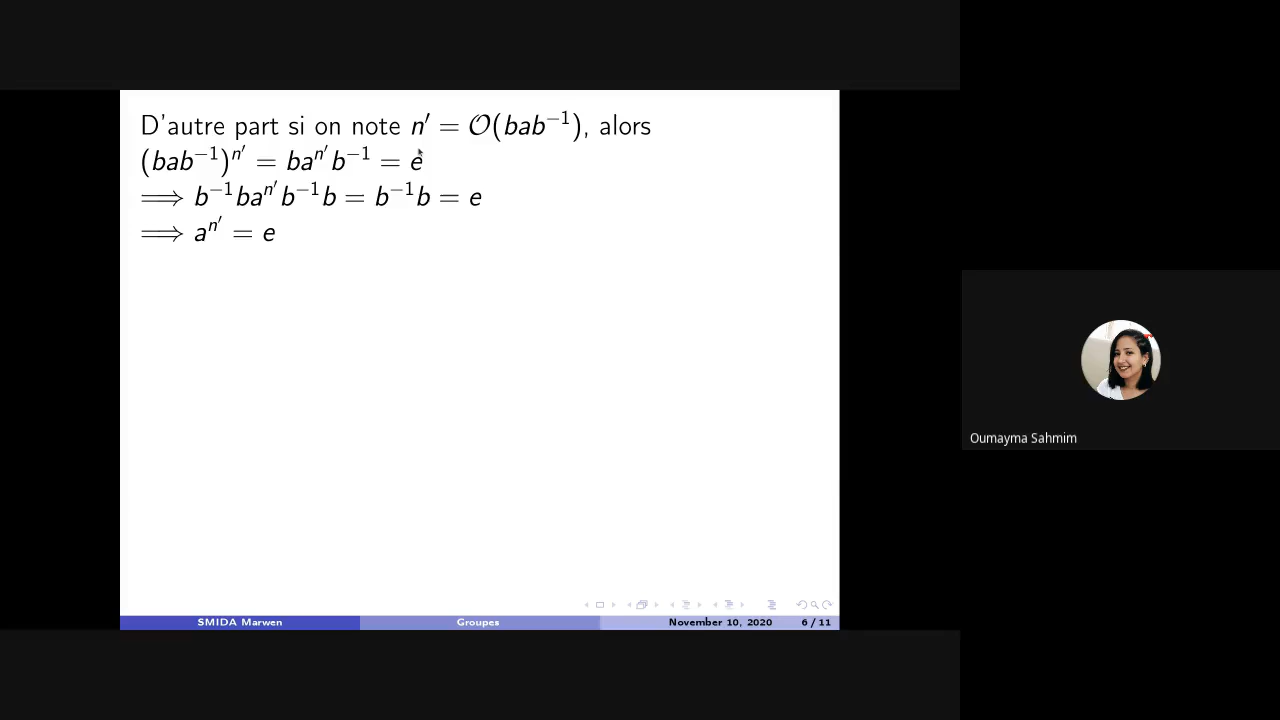 D'autre part si on note n′ = 𝒪(bab⁻¹), alors
(bab⁻¹)ⁿ′ = baⁿ′b⁻¹ = e
⟹ b⁻¹baⁿ′b⁻¹b = b⁻¹b = e
⟹ aⁿ′ = e
Oumayma Sahmim
SMIDA Marwen Groupes November 10, 2020 6 / 11